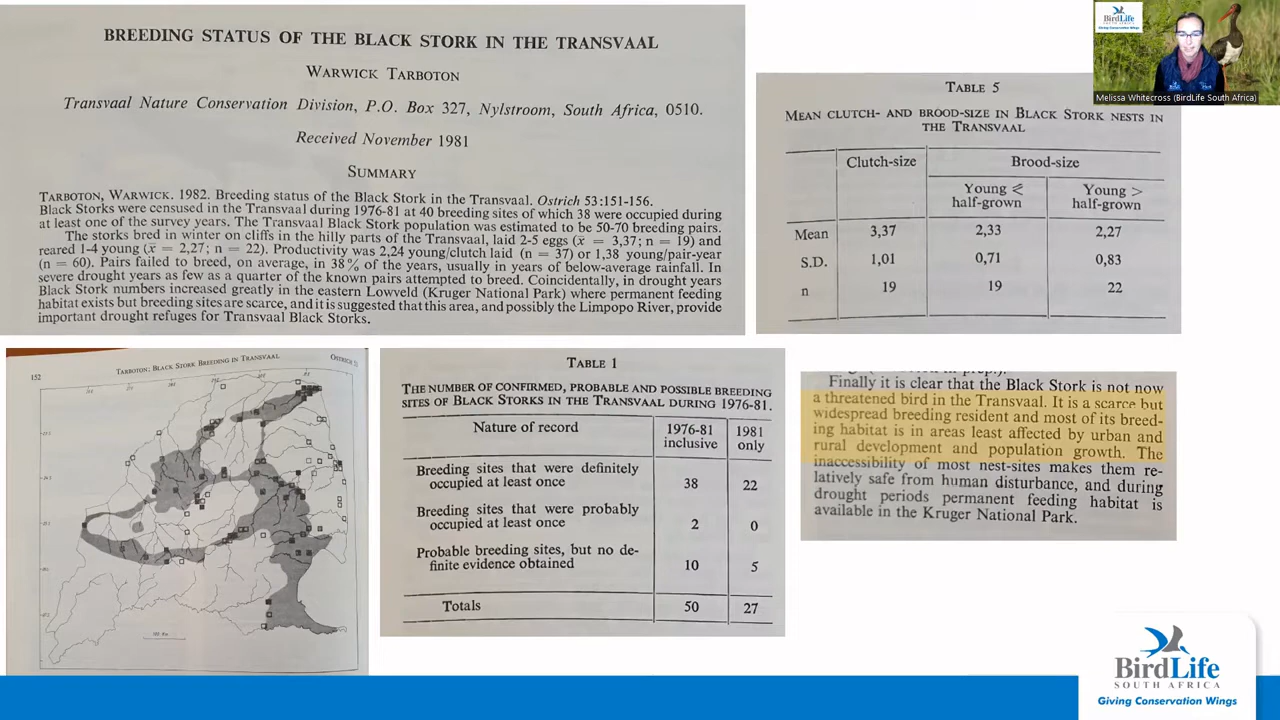 BREEDING STATUS OF THE BLACK STORK IN THE TRANSVAAL
WARWICK TARBOTON
Transvaal Nature Conservation Division, P.O. Box 327, Nylstroom, South Africa, 0510.
Received November 1981
SUMMARY
TARBOTON, WARWICK. 1982. Breeding status of the Black Stork in the Transvaal. Ostrich 53:151-156.
Black Storks were censused in the Transvaal during 1976-81 at 40 breeding sites of which 38 were occupied during
at least one of the survey years. The Transvaal Black Stork population was estimated to be 50-70 breeding pairs.
The storks bred in winter on cliffs in the hilly parts of the Transvaal, laid 2-5 eggs (x̄ = 3,37; n = 19) and
reared 1-4 young (x̄ = 2,27; n = 22). Productivity was 2,24 young/clutch laid (n = 37) or 1,38 young/pair-year
(n = 60). Pairs failed to breed, on average, in 38% of the years, usually in years of below-average rainfall. In
severe drought years as few as a quarter of the known pairs attempted to breed. Coincidentally, in drought years
Black Stork numbers increased greatly in the eastern Lowveld (Kruger National Park) where permanent feeding
habitat exists but breeding sites are scarce, and it is suggested that this area, and possibly the Limpopo River, provide
important drought refuges for Transvaal Black Storks.
TABLE 5
MEAN CLUTCH- AND BROOD-SIZE IN BLACK STORK NESTS IN
THE TRANSVAAL
Clutch-size Brood-size
Young ⩽ Young >
half-grown half-grown
Mean 3,37 2,33 2,27
S.D. 1,01 0,71 0,83
n 19 19 22
BirdLife
SOUTH AFRICA
Giving Conservation Wings
Melissa Whitecross (BirdLife South Africa)
152 TARBOTON: BLACK STORK BREEDING IN TRANSVAAL
TABLE 1
THE NUMBER OF CONFIRMED, PROBABLE AND POSSIBLE BREEDING
SITES OF BLACK STORKS IN THE TRANSVAAL DURING 1976-81.
Nature of record 1976-81 1981
inclusive only
Breeding sites that were definitely
occupied at least once 38 22
Breeding sites that were probably
occupied at least once 2 0
Probable breeding sites, but no de-
finite evidence obtained 10 5
Totals 50 27
Finally it is clear that the Black Stork is not now
a threatened bird in the Transvaal. It is a scarce but
widespread breeding resident and most of its breed-
ing habitat is in areas least affected by urban and
rural development and population growth. The
inaccessibility of most nest-sites makes them re-
latively safe from human disturbance, and during
drought periods permanent feeding habitat is
available in the Kruger National Park.
BirdLife
SOUTH AFRICA
Giving Conservation Wings